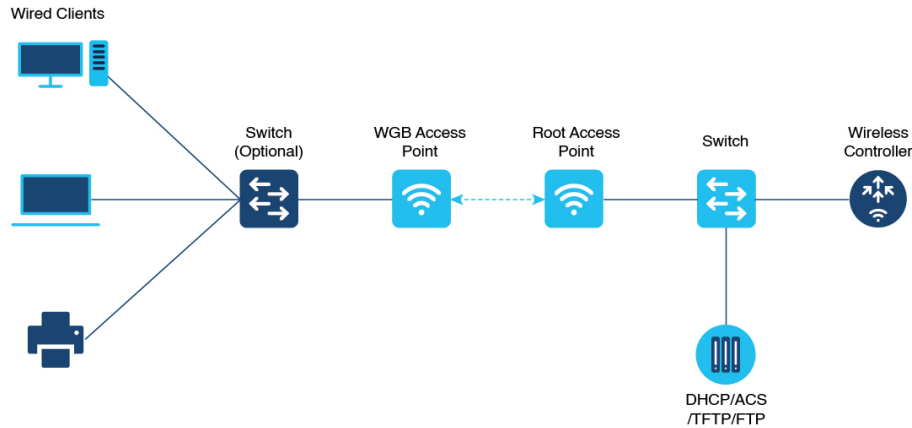 Wired Clients
Switch
(Optional)
WGB Access
Point
Root Access
Point
Switch
Wireless
Controller
DHCP/ACS
/TFTP/FTP